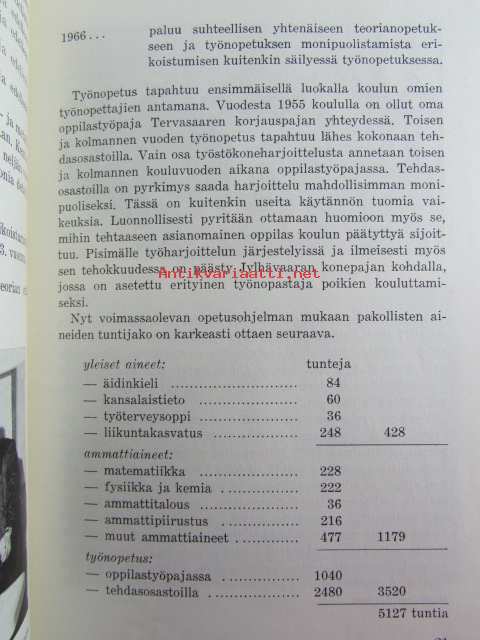 1966 . . . paluu suhteellisen yhtenäiseen teorianopetuk-
seen ja työnopetuksen monipuolistamista eri-
koistumisen kuitenkin säilyessä työnopetuksessa.
Työnopetus tapahtuu ensimmäisellä luokalla koulun omien
työnopettajien antamana. Vuodesta 1955 koululla on ollut oma
oppilastyöpaja Tervasaaren korjauspajan yhteydessä. Toisen
ja kolmannen vuoden työnopetus tapahtuu lähes kokonaan teh-
dasosastoilla. Vain osa työstökoneharjoittelusta annetaan toisen
ja kolmannen kouluvuoden aikana oppilastyöpajassa. Tehdas-
osastoilla on pyrkimys saada harjoittelu mahdollisimman moni-
puoliseksi. Tässä on kuitenkin useita käytännön tuomia vai-
keuksia. Luonnollisesti pyritään ottamaan huomioon myös se,
mihin tehtaaseen asianomainen oppilas koulun päätyttyä sijoit-
tuu. Pisimälle työharjoittelun järjestelyissä ja ilmeisesti myös
sen tehokkuudessa on päästy Jylhävaaran konepajan kohdalla,
Antikvariaatti.net
jossa on asetettu erityinen työnopastaja poikien kouluttami-
seksi.
Nyt voimassaolevan opetusohjelman mukaan pakollisten ai-
neiden tuntijako on karkeasti ottaen seuraava.
yleiset aineet: tunteja
— äidinkieli .................... 84
— kansalaistieto ................ 60
— työterveysoppi ................ 36
— liikuntakasvatus .............. 248 428
ammattiaineet:
— matematiikka .................. 228
— fysiikka ja kemia ............. 222
— ammattitalous ................. 36
— ammattipiirustus .............. 216
— muut ammattiaineet ............ 477 1179
työnopetus:
— oppilastyöpajassa ............. 1040
— tehdasosastoilla .............. 2480 3520
5127 tuntia